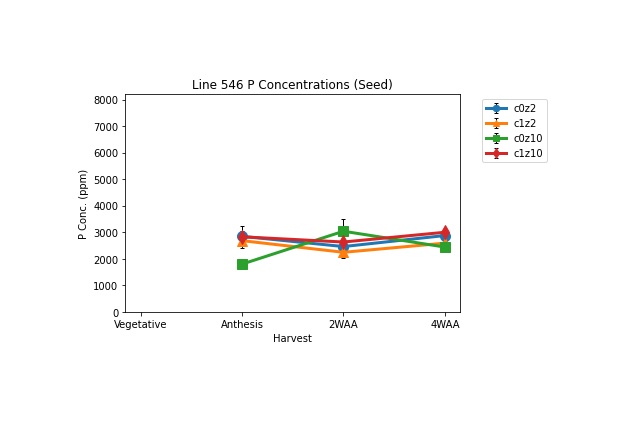 Line 546 P Concentrations (Seed)
8000
7000
6000
5000
4000
3000
2000
1000
0
P Conc. (ppm)
Vegetative Anthesis 2WAA 4WAA
Harvest
c0z2
c1z2
c0z10
c1z10